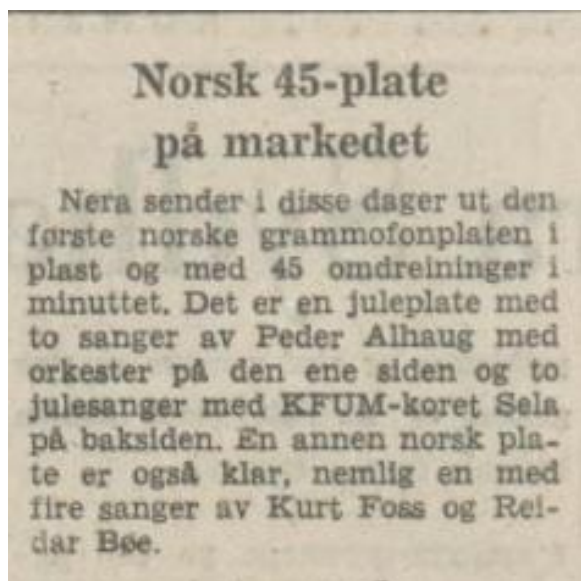 Norsk 45-plate
på markedet
Nera sender i disse dager ut den
første norske grammofonplaten i
plast og med 45 omdreininger i
minuttet. Det er en juleplate med
to sanger av Peder Alhaug med
orkester på den ene siden og to
julesanger med KFUM-koret Sela
på baksiden. En annen norsk pla-
te er også klar, nemlig en med
fire sanger av Kurt Foss og Rei-
dar Bøe.